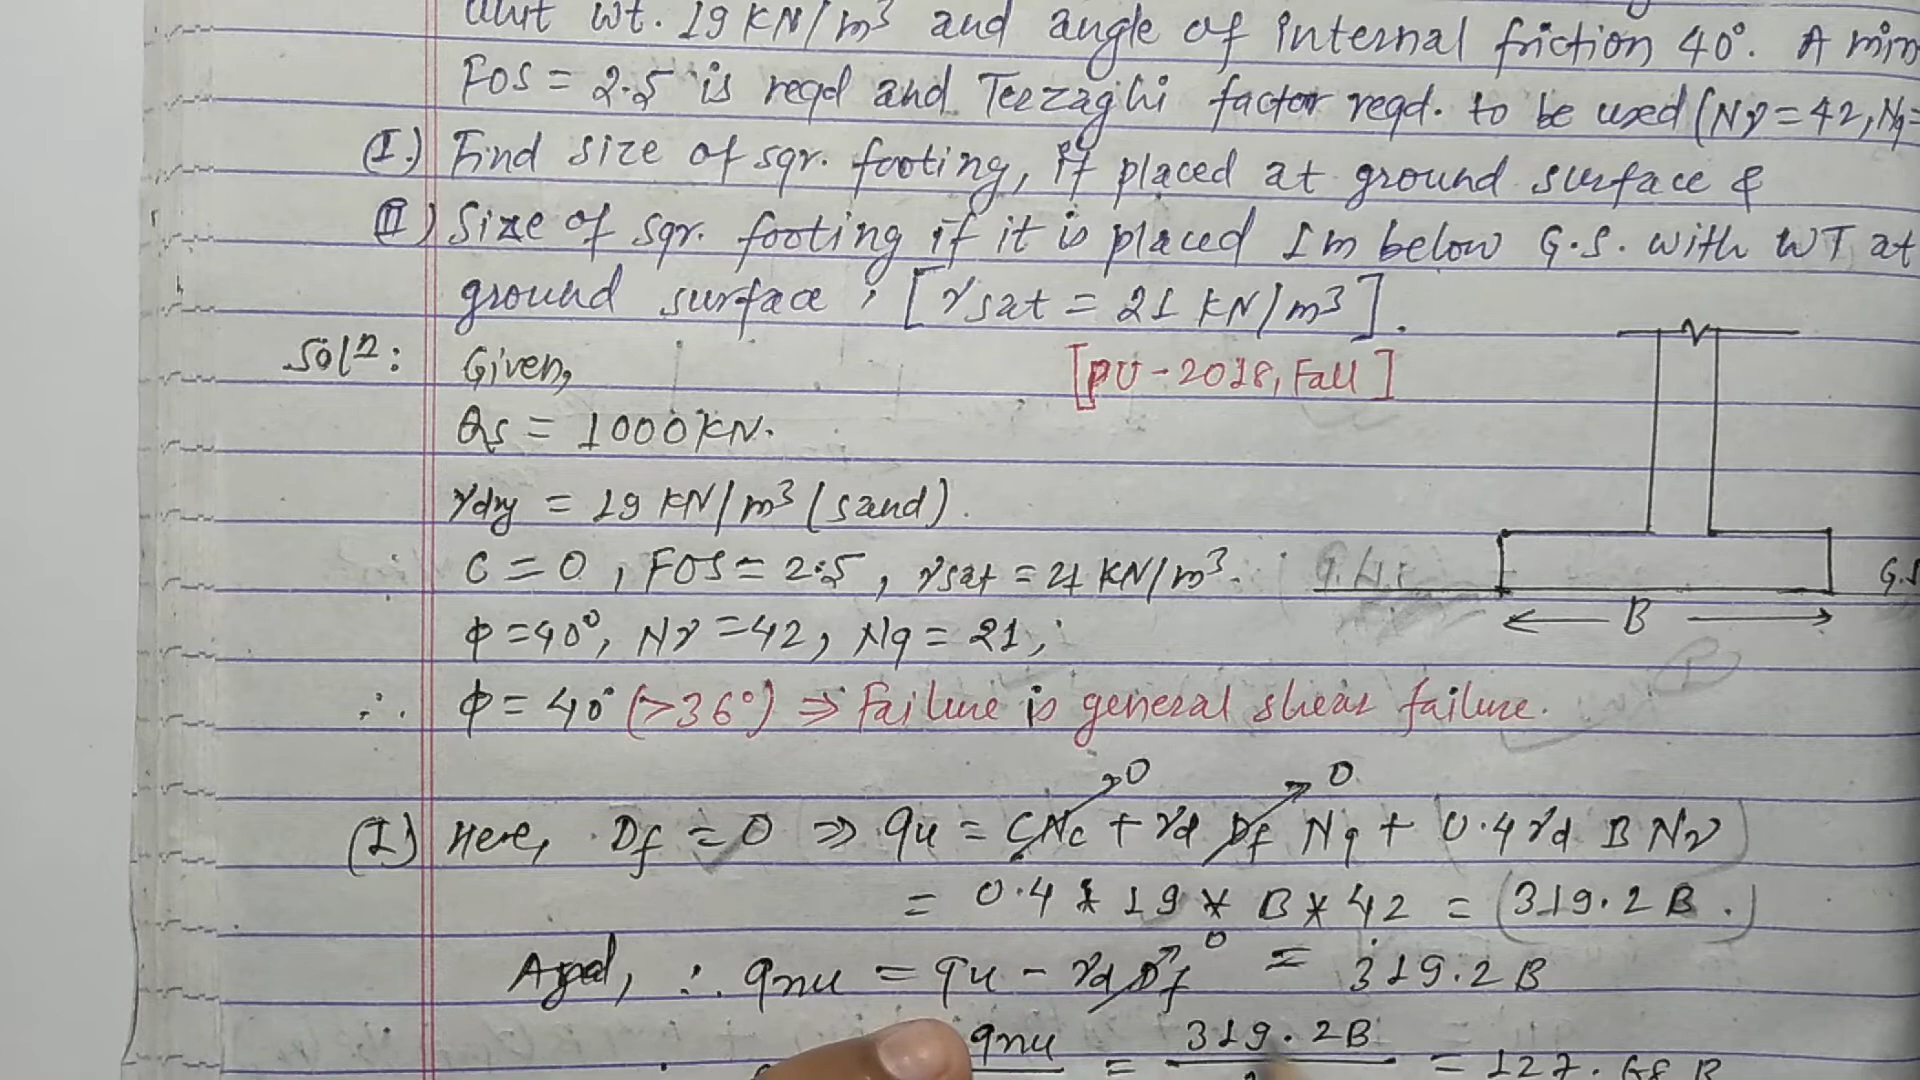 unit wt. 19 KN/m³ and angle of internal friction 40°. A min
FOS = 2.5 is reqd and Terzaghi factor reqd. to be used (Nγ = 42, Nq =
(I.) Find size of sqr. footing, if placed at ground surface &
(II) Size of sqr. footing if it is placed 1m below G.S. with WT at
ground surface ; [γsat = 21 KN/m³].
Solⁿ: Given,
[PU - 2018, Fall]
Qs = 1000 KN.
γdry = 19 KN/m³ (sand).
C = 0 , FOS = 2.5 , γsat = 21 KN/m³.
G.S
φ = 40°, Nγ = 42, Nq = 21,
B
∴ φ = 40° (>36°) ⇒ Failure is general shear failure.
0 0
(I) Here, Df = 0 ⇒ qu = CNc + γd Df Nq + 0.4 γd B Nγ
= 0.4 * 19 * B * 42 = (319.2 B.)
∴ qnu = qu - γd Df 0 = 319.2 B
qnu = 319.2B = 127.68 B